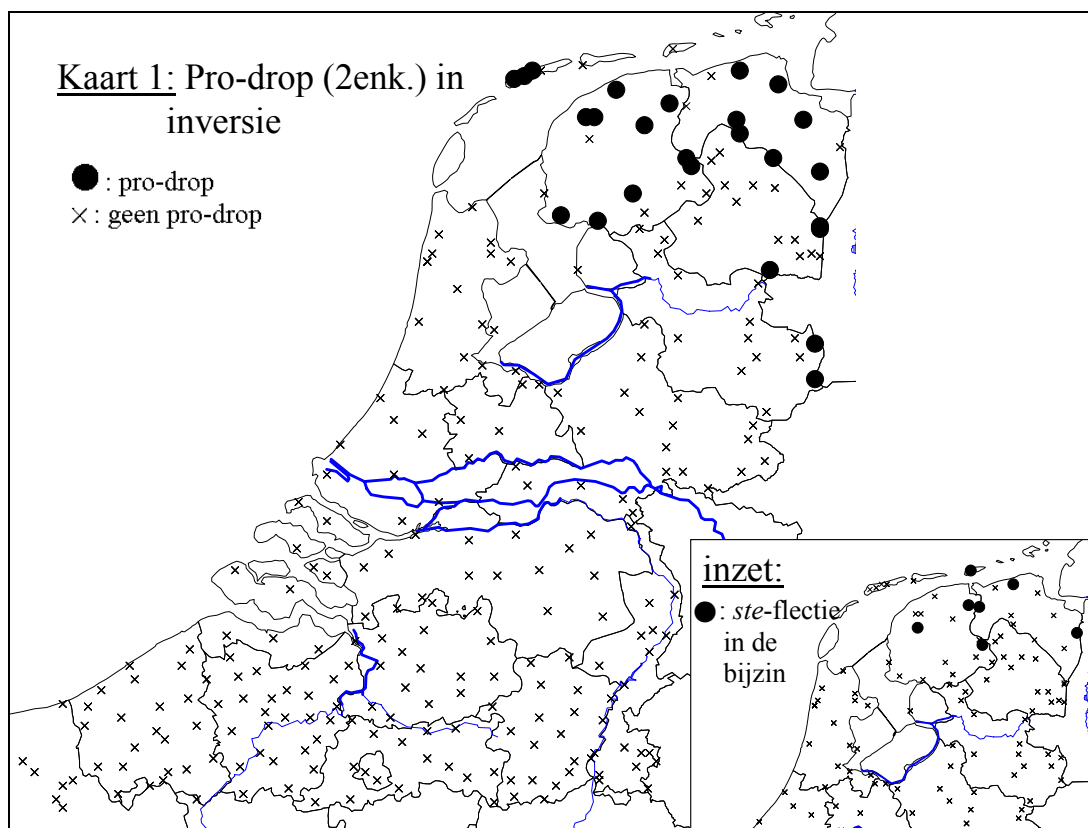 Kaart 1: Pro-drop (2enk.) in
inversie
: pro-drop
× : geen pro-drop
inzet:
: ste-flectie
in de
bijzin